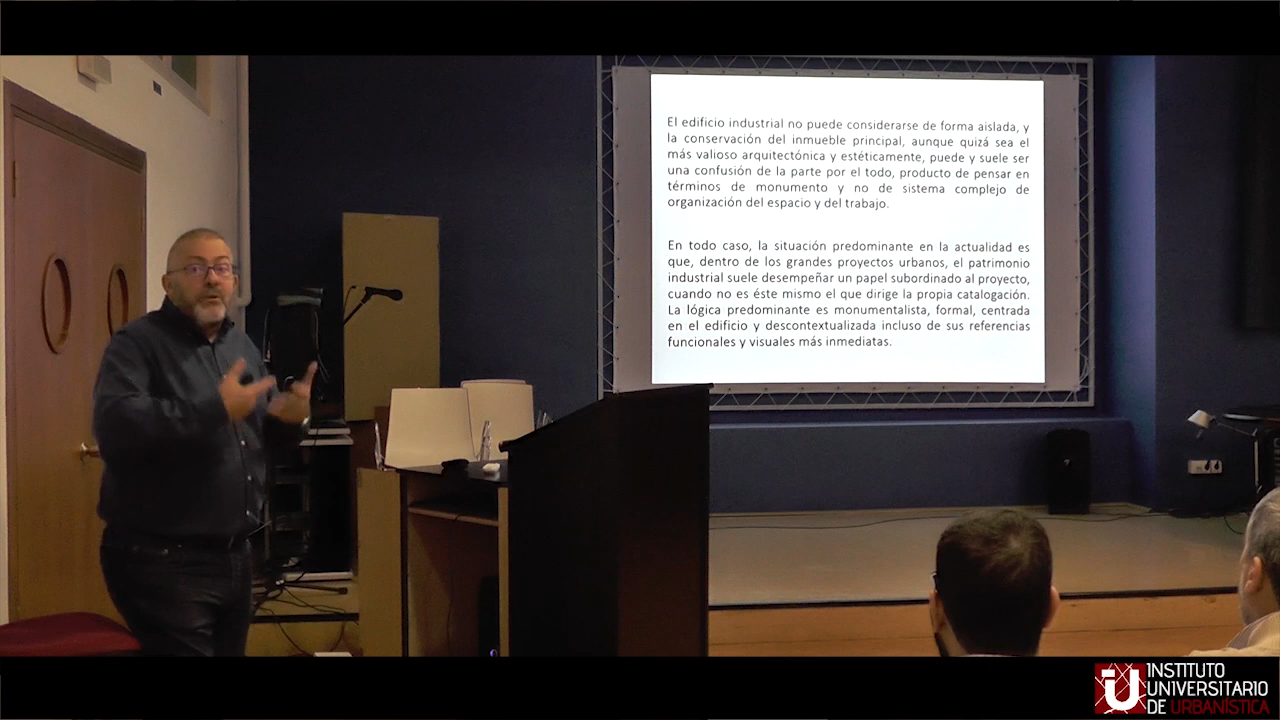 El edificio industrial no puede considerarse de forma aislada, y
la conservación del inmueble principal, aunque quizá sea el
más valioso arquitectónica y estéticamente, puede y suele ser
una confusión de la parte por el todo, producto de pensar en
términos de monumento y no de sistema complejo de
organización del espacio y del trabajo.
En todo caso, la situación predominante en la actualidad es
que, dentro de los grandes proyectos urbanos, el patrimonio
industrial suele desempeñar un papel subordinado al proyecto,
cuando no es éste mismo el que dirige la propia catalogación.
La lógica predominante es monumentalista, formal, centrada
en el edificio y descontextualizada incluso de sus referencias
funcionales y visuales más inmediatas.
INSTITUTO
UNIVERSITARIO
DE URBANÍSTICA